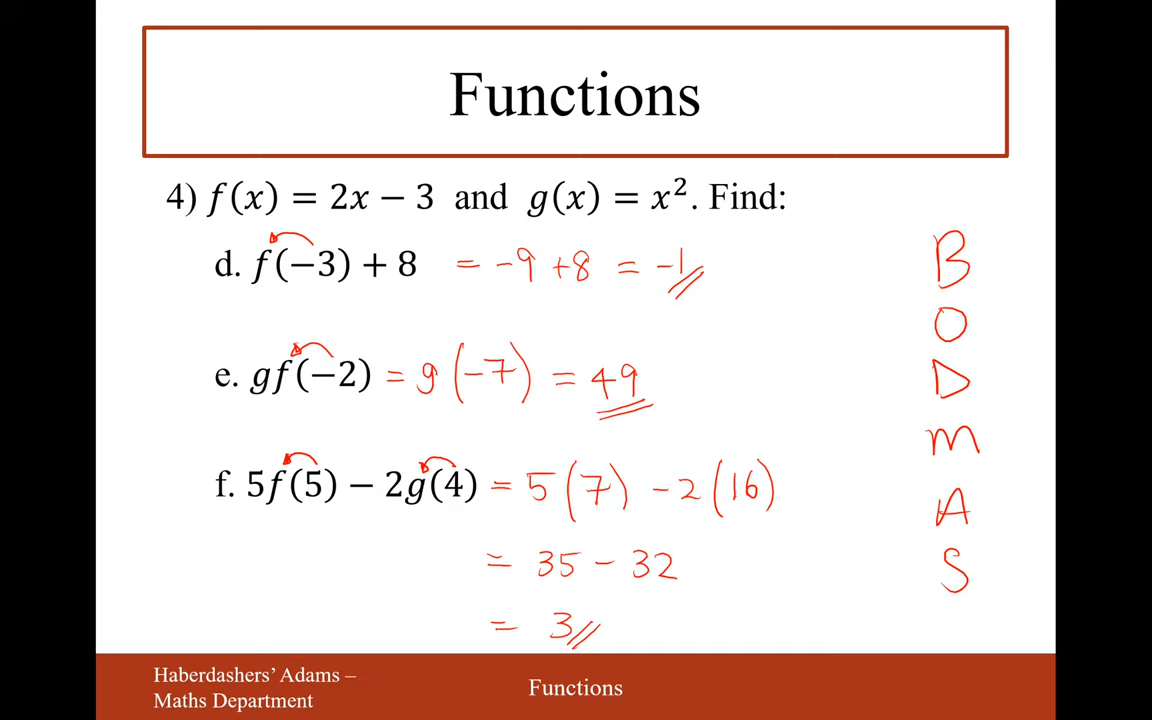 Functions
4) f(x) = 2x − 3 and g(x) = x². Find:
d. f(−3) + 8 = -9 +8 = -1
e. gf(−2) = g(-7) = 49
f. 5f(5) − 2g(4) = 5(7) - 2(16)
= 35 - 32
= 3
B
O
D
M
A
S
Haberdashers’ Adams –
Maths Department
Functions